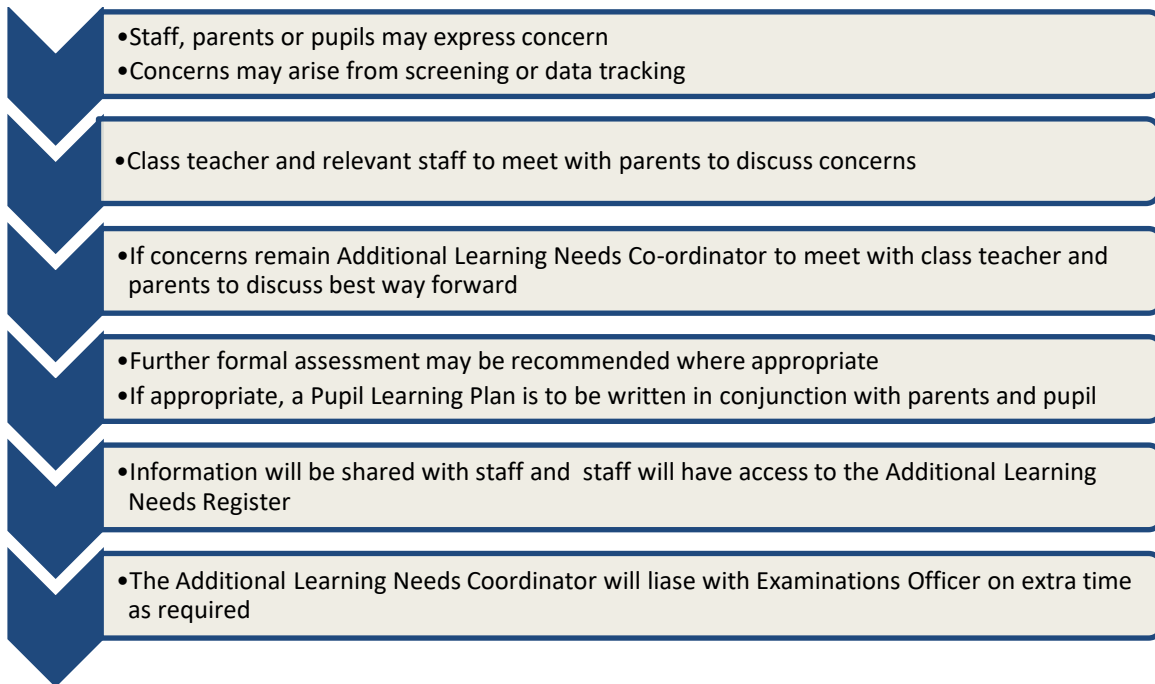 •Staff, parents or pupils may express concern
•Concerns may arise from screening or data tracking
•Class teacher and relevant staff to meet with parents to discuss concerns
•If concerns remain Additional Learning Needs Co-ordinator to meet with class teacher and
parents to discuss best way forward
•Further formal assessment may be recommended where appropriate
•If appropriate, a Pupil Learning Plan is to be written in conjunction with parents and pupil
•Information will be shared with staff and  staff will have access to the Additional Learning
Needs Register
•The Additional Learning Needs Coordinator will liase with Examinations Officer on extra time
as required